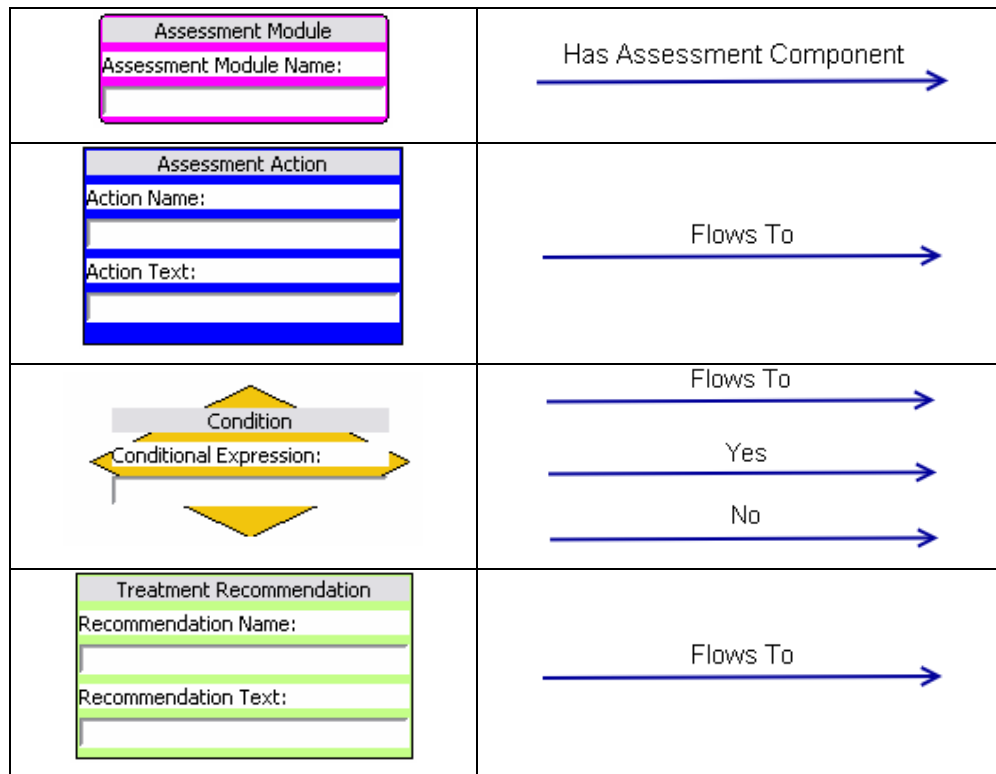 Assessment Module
Assessment Module Name:
Has Assessment Component
Assessment Action
Action Name:
Action Text:
Flows To
Condition
Conditional Expression:
Flows To
Yes
No
Treatment Recommendation
Recommendation Name:
Recommendation Text:
Flows To